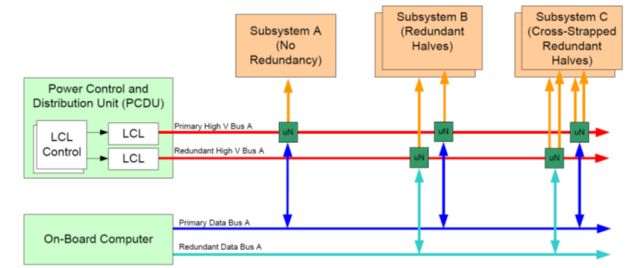 Subsystem A
(No
Redundancy)
Subsystem B
(Redundant
Halves)
Subsystem C
(Cross-Strapped
Redundant
Halves)
Power Control and
Distribution Unit (PCDU)
LCL
Control
LCL
LCL
Primary High V Bus A
Redundant High V Bus A
uN
uN
uN
uN
uN
On-Board Computer
Primary Data Bus A
Redundant Data Bus A